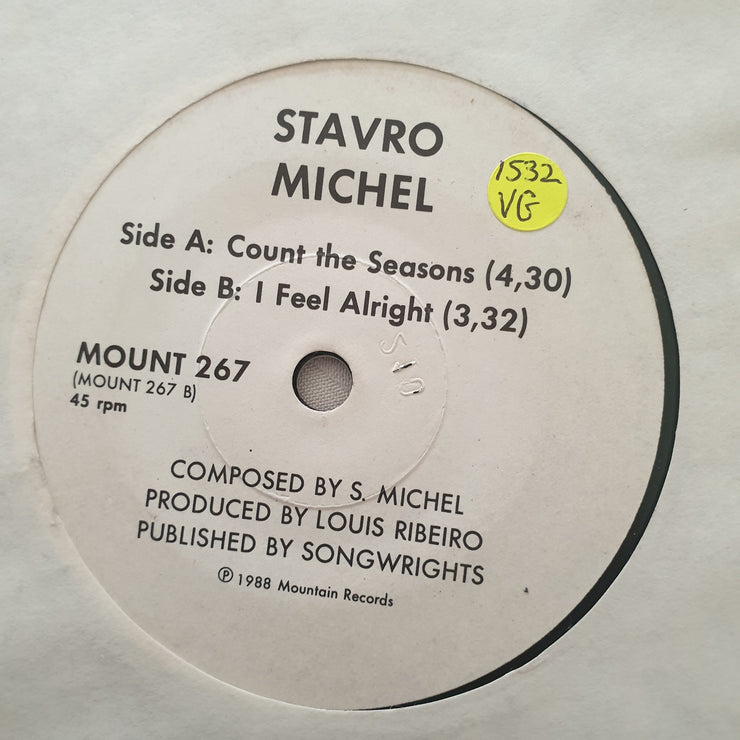 STAVRO
MICHEL
1532
VG
Side A: Count the Seasons (4,30)
Side B: I Feel Alright (3,32)
MOUNT 267
(MOUNT 267 B)
45 rpm
COMPOSED BY S. MICHEL
PRODUCED BY LOUIS RIBEIRO
PUBLISHED BY SONGWRIGHTS
℗ 1988 Mountain Records